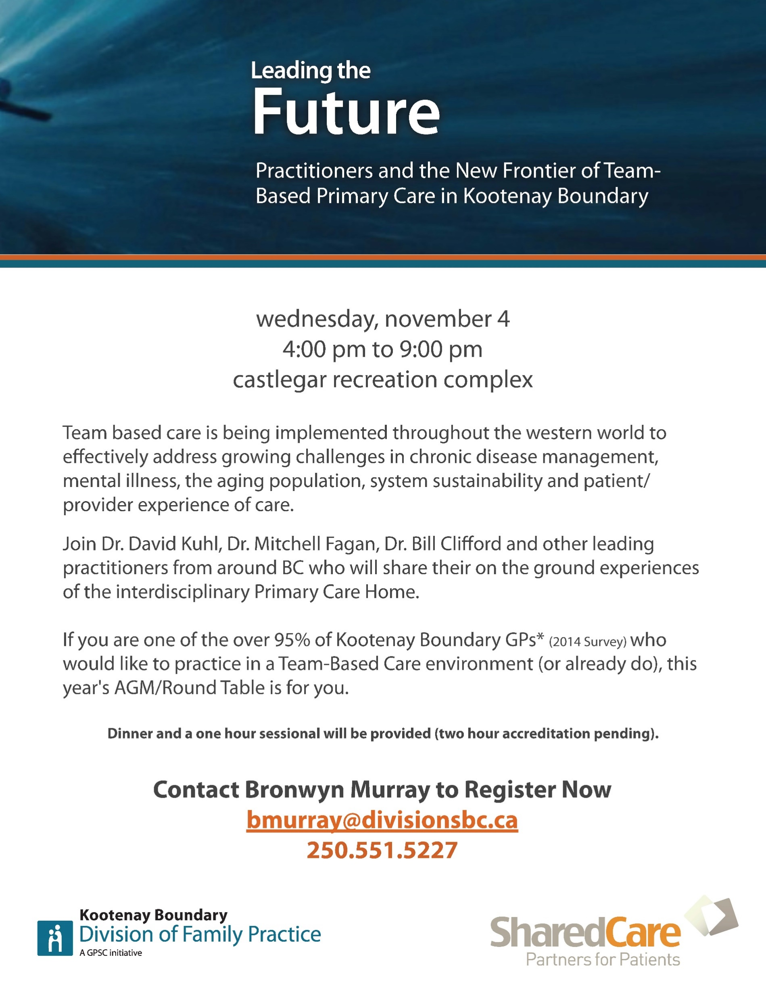 Leading the
Future
Practitioners and the New Frontier of Team-
Based Primary Care in Kootenay Boundary
wednesday, november 4
4:00 pm to 9:00 pm
castlegar recreation complex
Team based care is being implemented throughout the western world to
effectively address growing challenges in chronic disease management,
mental illness, the aging population, system sustainability and patient/
provider experience of care.
Join Dr. David Kuhl, Dr. Mitchell Fagan, Dr. Bill Clifford and other leading
practitioners from around BC who will share their on the ground experiences
of the interdisciplinary Primary Care Home.
If you are one of the over 95% of Kootenay Boundary GPs* (2014 Survey) who
would like to practice in a Team-Based Care environment (or already do), this
year's AGM/Round Table is for you.
Dinner and a one hour sessional will be provided (two hour accreditation pending).
Contact Bronwyn Murray to Register Now
bmurray@divisionsbc.ca
250.551.5227
Kootenay Boundary
Division of Family Practice
A GPSC initiative
SharedCare
Partners for Patients